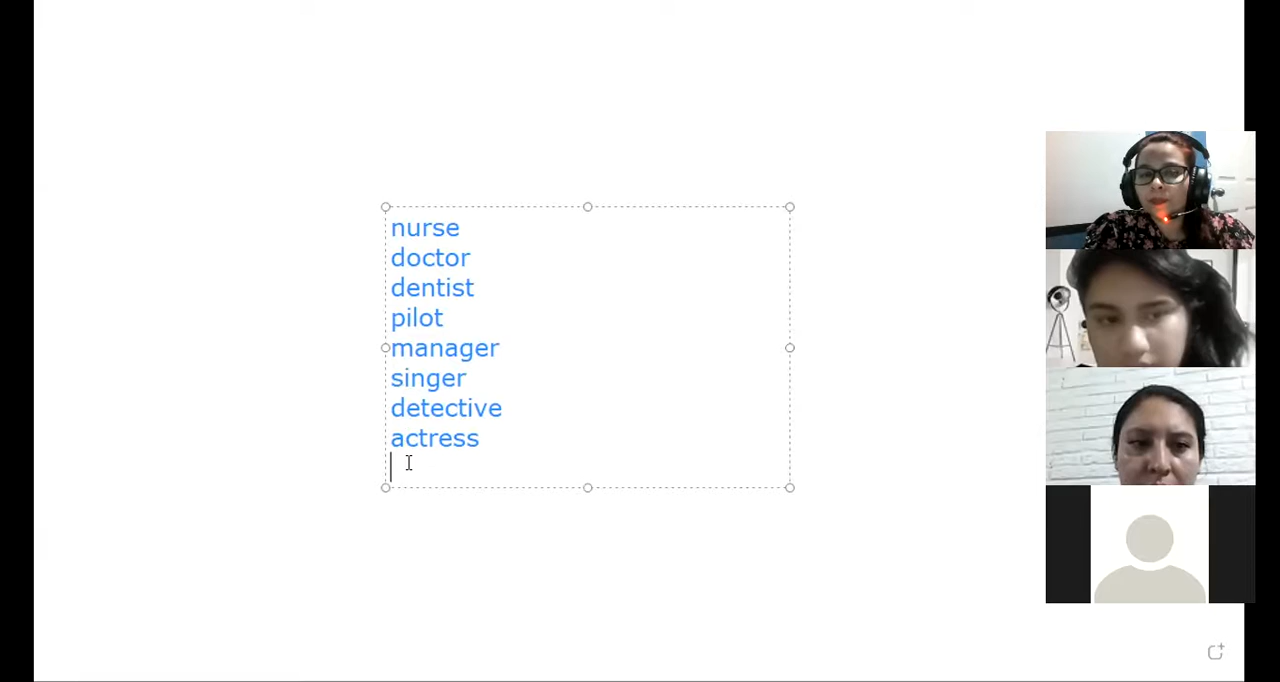 nurse
doctor
dentist
pilot
manager
singer
detective
actress